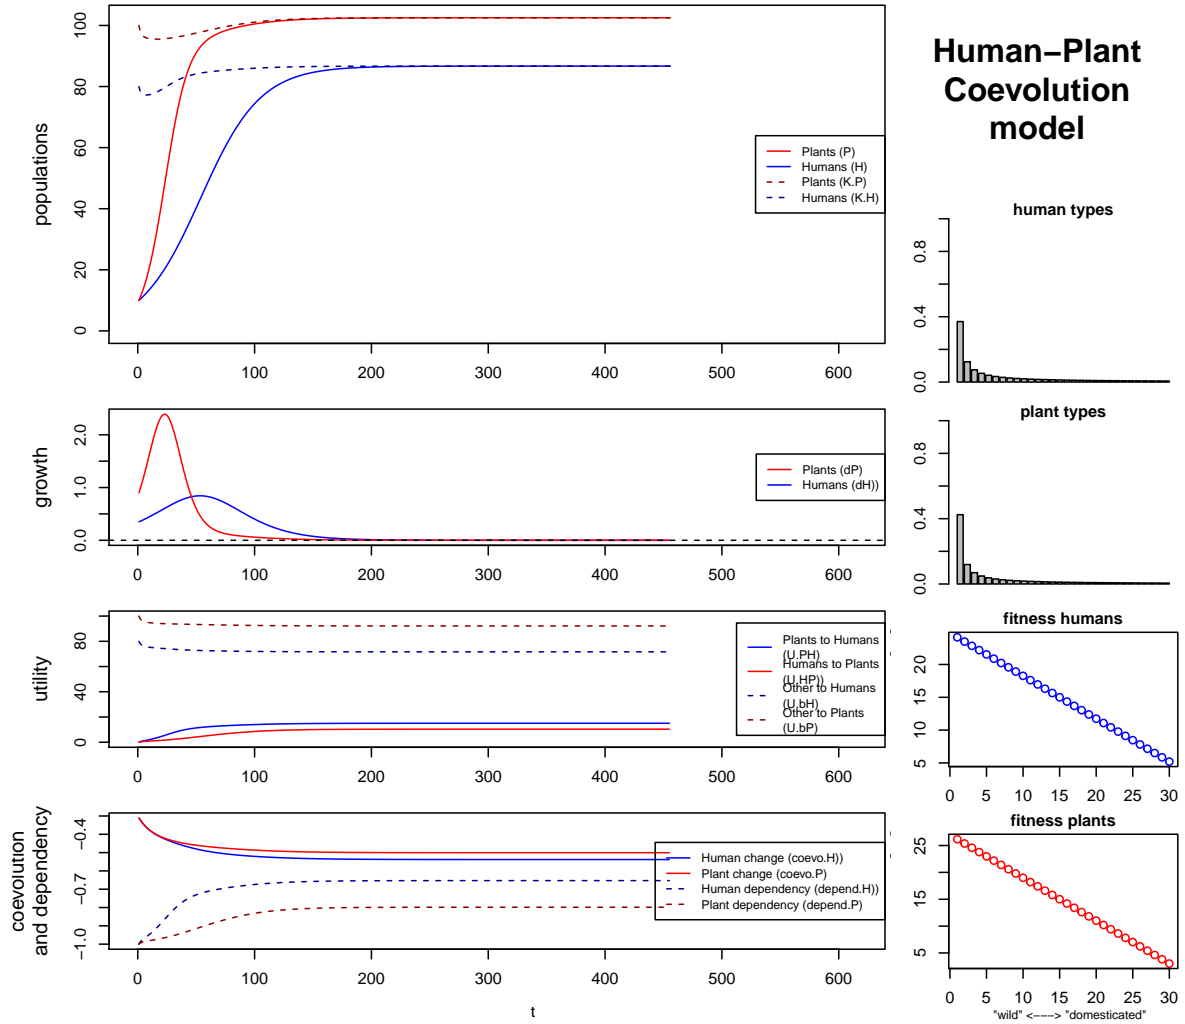 Human−Plant
Coevolution
model
populations
0
20
40
60
80
100
0
100
200
300
400
500
600
Plants (P)
Humans (H)
Plants (K.P)
Humans (K.H)
growth
0.0
1.0
2.0
0
100
200
300
400
500
600
Plants (dP)
Humans (dH))
utility
0
40
80
0
100
200
300
400
500
600
Plants to Humans
(U.PH)
Humans to Plants
(U.HP))
Other to Humans
(U.bH)
Other to Plants
(U.bP)
coevolution
and dependency
−1.0
−0.7
−0.4
0
100
200
300
400
500
600
t
Human change (coevo.H))
Plant change (coevo.P)
Human dependency (depend.H))
Plant dependency (depend.P)
human types
0.0
0.4
0.8
plant types
0.0
0.4
0.8
fitness humans
5
10
15
20
0
5
10
15
20
25
30
fitness plants
5
15
25
0
5
10
15
20
25
30
"wild" <−−−> "domesticated"